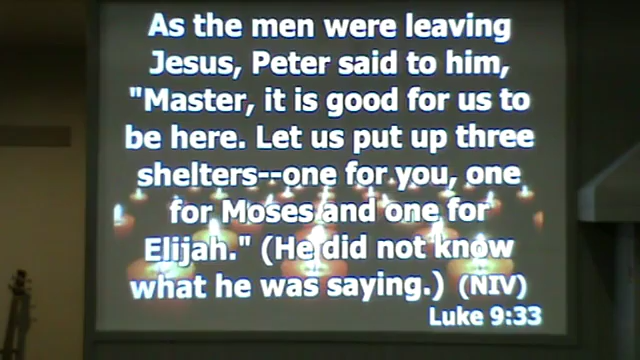 As the men were leaving
Jesus, Peter said to him,
"Master, it is good for us to
be here. Let us put up three
shelters--one for you, one
for Moses and one for
Elijah." (He did not know
what he was saying.) (NIV)
Luke 9:33